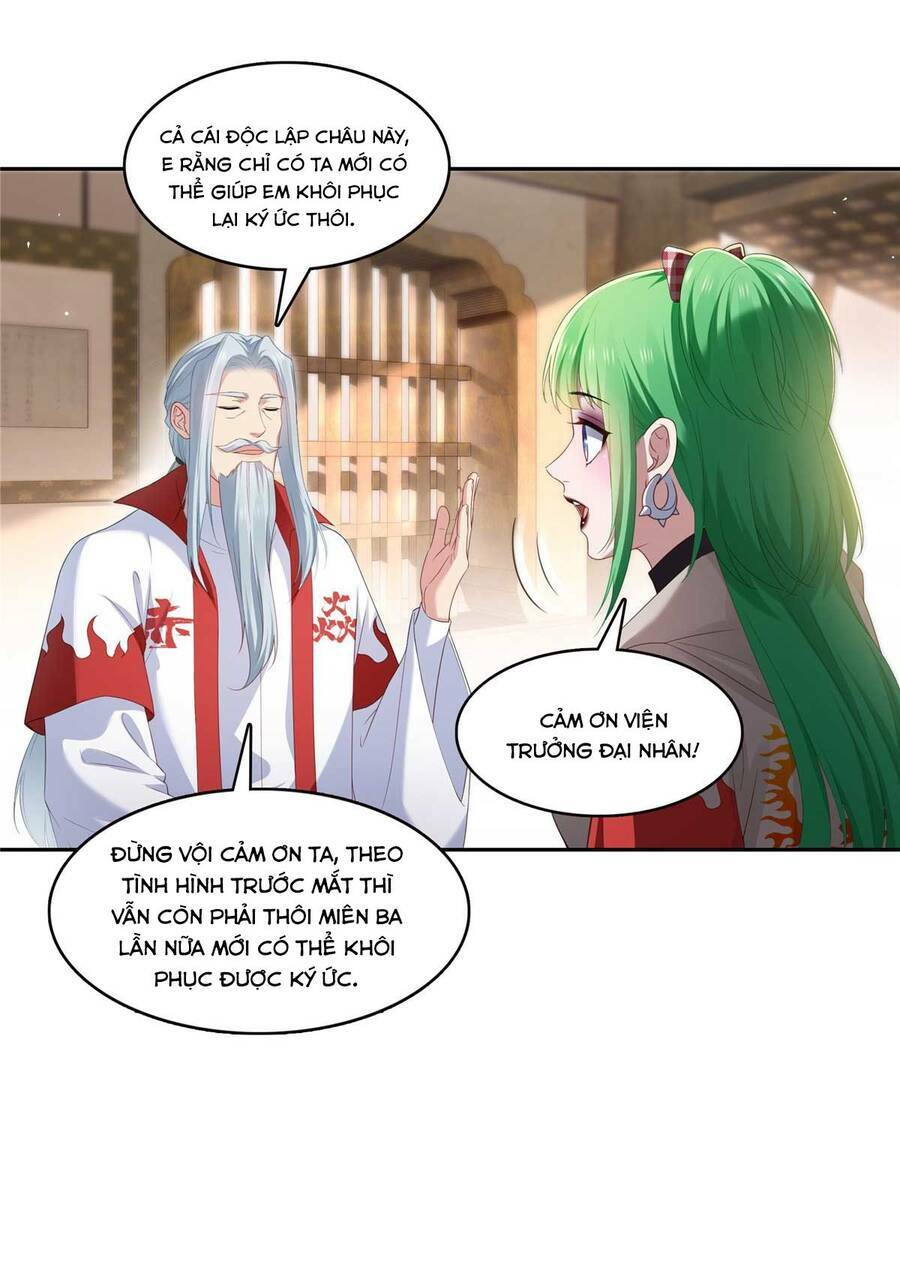 CẢ CÁI ĐỘC LẬP CHÂU NÀY,
E RẰNG CHỈ CÓ TA MỚI CÓ
THỂ GIÚP EM KHÔI PHỤC
LẠI KÝ ỨC THÔI.
赤
焱
CẢM ƠN VIỆN
TRƯỞNG ĐẠI NHÂN!
ĐỪNG VỘI CẢM ƠN TA, THEO
TÌNH HÌNH TRƯỚC MẮT THÌ
VẪN CÒN PHẢI THÔI MIÊN BA
LẦN NỮA MỚI CÓ THỂ KHÔI
PHỤC ĐƯỢC KÝ ỨC.